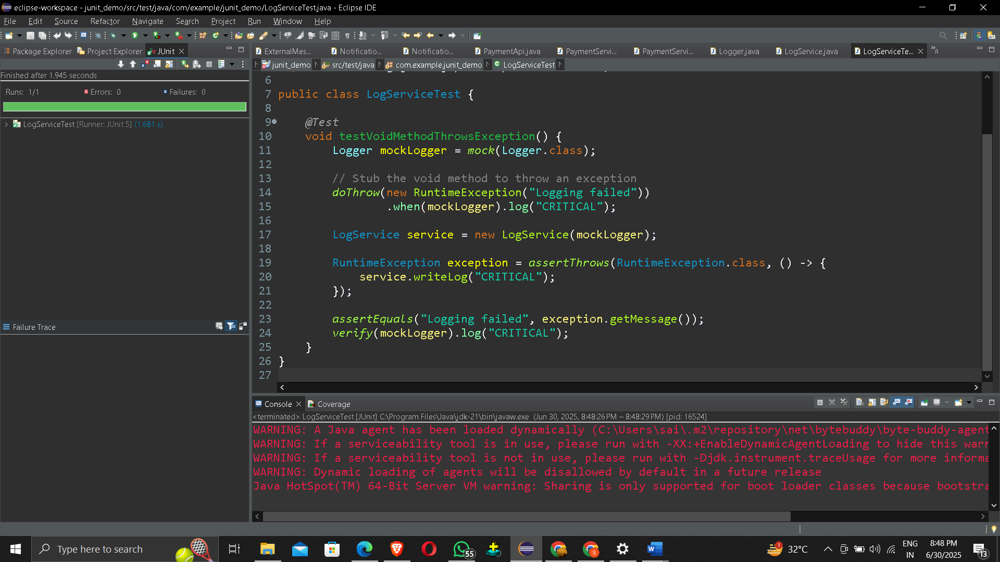 eclipse-workspace - junit_demo/src/test/java/com/example/junit_demo/LogServiceTest.java - Eclipse IDE
File Edit Source Refactor Navigate Search Project Run Window Help
Package Explorer Project Explorer JUnit
ExternalMes... Notificatio... Notificatio... PaymentApi.java PaymentServi... PaymentServi... Logger.java LogService.java LogServiceTe... 8
junit_demo src/test/java com.example.junit_demo LogServiceTest
Finished after 1.945 seconds
Runs: 1/1 Errors: 0 Failures: 0
LogServiceTest [Runner: JUnit 5] (1.681 s)
Failure Trace
6
7 public class LogServiceTest {
8
9 @Test
10 void testVoidMethodThrowsException() {
11 Logger mockLogger = mock(Logger.class);
12
13 // Stub the void method to throw an exception
14 doThrow(new RuntimeException("Logging failed"))
15 .when(mockLogger).log("CRITICAL");
16
17 LogService service = new LogService(mockLogger);
18
19 RuntimeException exception = assertThrows(RuntimeException.class, () -> {
20 service.writeLog("CRITICAL");
21 });
22
23 assertEquals("Logging failed", exception.getMessage());
24 verify(mockLogger).log("CRITICAL");
25 }
26 }
27
Console Coverage
<terminated> LogServiceTest [JUnit] C:\Program Files\Java\jdk-21\bin\javaw.exe (Jun 30, 2025, 8:48:26 PM – 8:48:29 PM) [pid: 16524]
WARNING: A Java agent has been loaded dynamically (C:\Users\sai\.m2\repository\net\bytebuddy\byte-buddy-agent
WARNING: If a serviceability tool is in use, please run with -XX:+EnableDynamicAgentLoading to hide this warn
WARNING: If a serviceability tool is not in use, please run with -Djdk.instrument.traceUsage for more informa
WARNING: Dynamic loading of agents will be disallowed by default in a future release
Java HotSpot(TM) 64-Bit Server VM warning: Sharing is only supported for boot loader classes because bootstra
Type here to search
55
1 32°C
ENG
IN
8:48 PM
6/30/2025
13